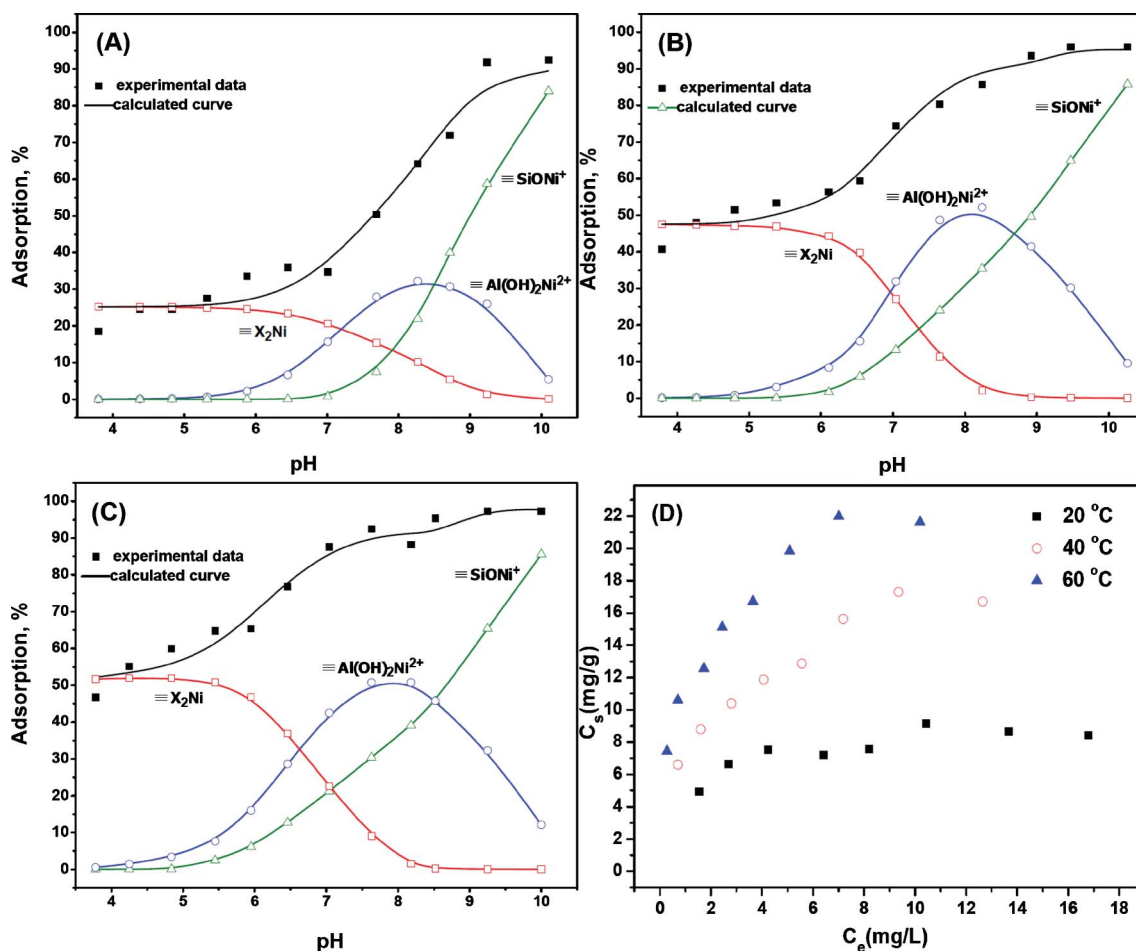 (A)
experimental data
calculated curve
≡ SiONi⁺
≡ Al(OH)₂Ni²⁺
≡ X₂Ni
Adsorption, %
100
90
80
70
60
50
40
30
20
10
0
4 5 6 7 8 9 10
pH
(B)
experimental data
calculated curve
≡ SiONi⁺
≡ Al(OH)₂Ni²⁺
≡ X₂Ni
Adsorption, %
100
90
80
70
60
50
40
30
20
10
0
4 5 6 7 8 9 10
pH
(C)
experimental data
calculated curve
≡ SiONi⁺
≡ Al(OH)₂Ni²⁺
≡ X₂Ni
Adsorption, %
100
90
80
70
60
50
40
30
20
10
0
4 5 6 7 8 9 10
pH
(D)
20 °C
40 °C
60 °C
Cₛ(mg/g)
22
20
18
16
14
12
10
8
6
4
2
0
0 2 4 6 8 10 12 14 16 18
Cₑ(mg/L)